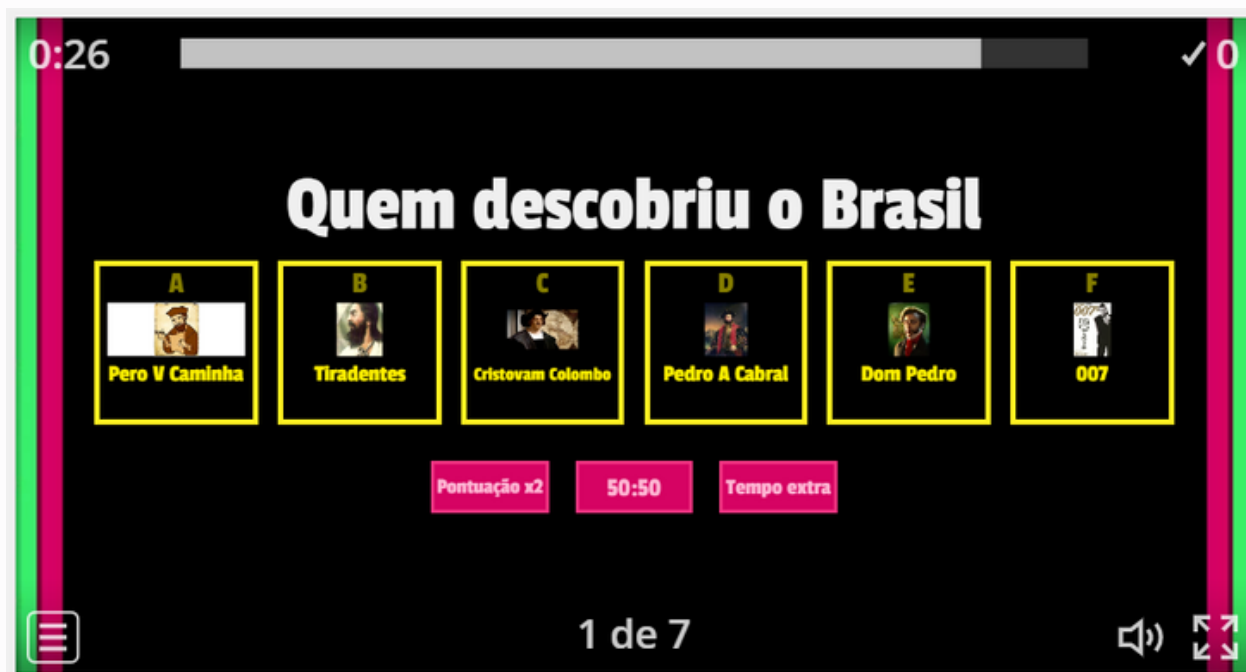 0:26
0
Quem descobriu o Brasil
A
B
C
D
E
F
007
Pero V Caminha
Tiradentes
Cristovam Colombo
Pedro A Cabral
Dom Pedro
007
Pontuação x2
50:50
Tempo extra
1 de 7